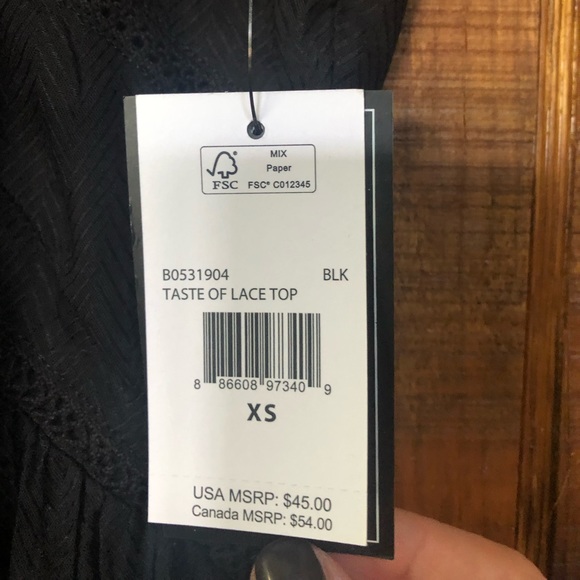 MIX
Paper
FSC
FSC® C012345
B0531904 BLK
TASTE OF LACE TOP
8 86608 97340 9
XS
USA MSRP: $45.00
Canada MSRP: $54.00